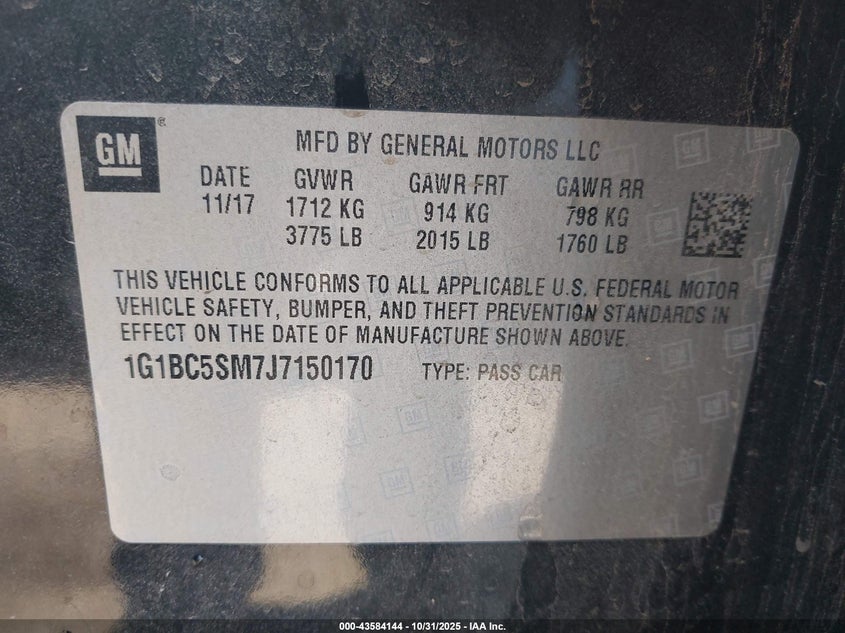 GM
MFD BY GENERAL MOTORS LLC
DATE GVWR GAWR FRT GAWR RR
11/17 1712 KG 914 KG 798 KG
3775 LB 2015 LB 1760 LB
THIS VEHICLE CONFORMS TO ALL APPLICABLE U.S. FEDERAL MOTOR
VEHICLE SAFETY, BUMPER, AND THEFT PREVENTION STANDARDS IN
EFFECT ON THE DATE OF MANUFACTURE SHOWN ABOVE.
1G1BC5SM7J7150170 TYPE: PASS CAR
000-43584144 - 10/31/2025 - IAA Inc.